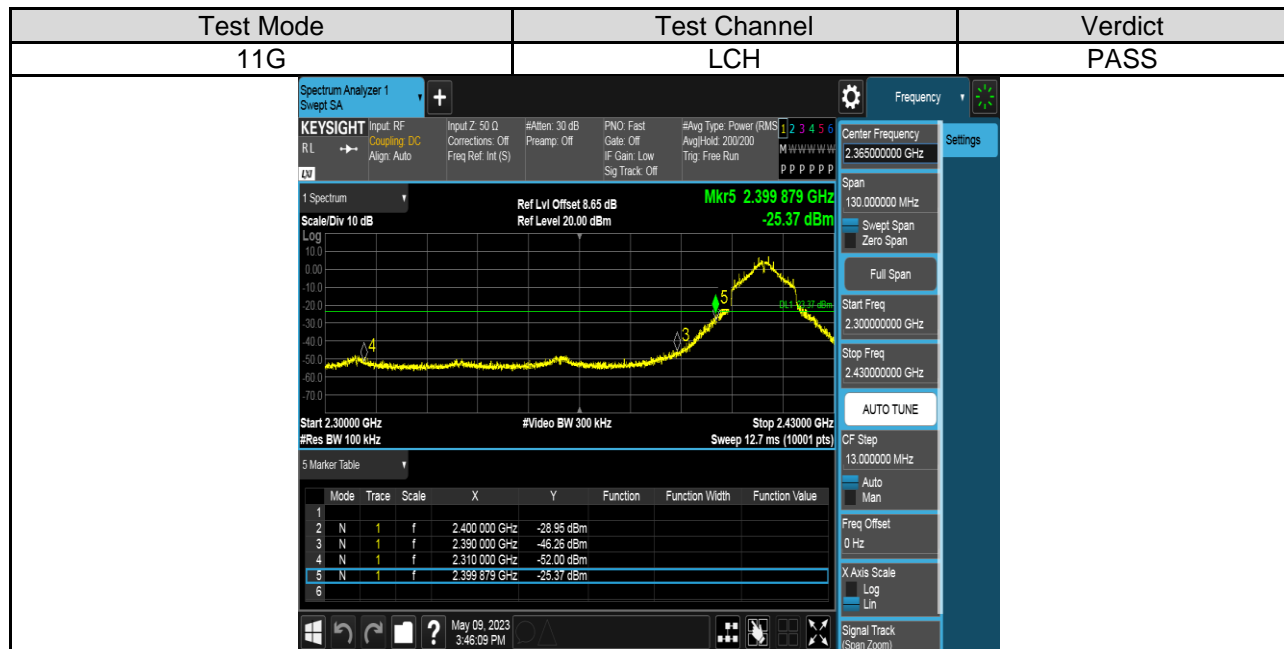 Test Mode Test Channel Verdict
11G LCH PASS
Spectrum Analyzer 1
Swept SA
+
Frequency
KEYSIGHT Input: RF Input Z: 50 Ω #Atten: 30 dB PNO: Fast #Avg Type: Power (RMS 1 2 3 4 5 6
RL Coupling: DC Corrections: Off Preamp: Off Gate: Off Avg|Hold: 200/200 M W W W W W
Align: Auto Freq Ref: Int (S) IF Gain: Low Trig: Free Run
LXI Sig Track: Off P P P P P P
Center Frequency
2.365000000 GHz
Settings
1 Spectrum
Ref Lvl Offset 8.65 dB Mkr5 2.399 879 GHz
Scale/Div 10 dB Ref Level 20.00 dBm -25.37 dBm
Log
10.0
0.00
-10.0
-20.0
-30.0
-40.0
-50.0
-60.0
-70.0
4
3
5
DL1 -23.37 dBm
Start 2.30000 GHz #Video BW 300 kHz Stop 2.43000 GHz
#Res BW 100 kHz Sweep 12.7 ms (10001 pts)
Span
130.000000 MHz
Swept Span
Zero Span
Full Span
Start Freq
2.300000000 GHz
Stop Freq
2.430000000 GHz
AUTO TUNE
CF Step
13.000000 MHz
Auto
Man
Freq Offset
0 Hz
X Axis Scale
Log
Lin
Signal Track
(Span Zoom)
5 Marker Table
Mode Trace Scale X Y Function Function Width Function Value
1
2 N 1 f 2.400 000 GHz -28.95 dBm
3 N 1 f 2.390 000 GHz -46.26 dBm
4 N 1 f 2.310 000 GHz -52.00 dBm
5 N 1 f 2.399 879 GHz -25.37 dBm
6
?
May 09, 2023
3:46:09 PM